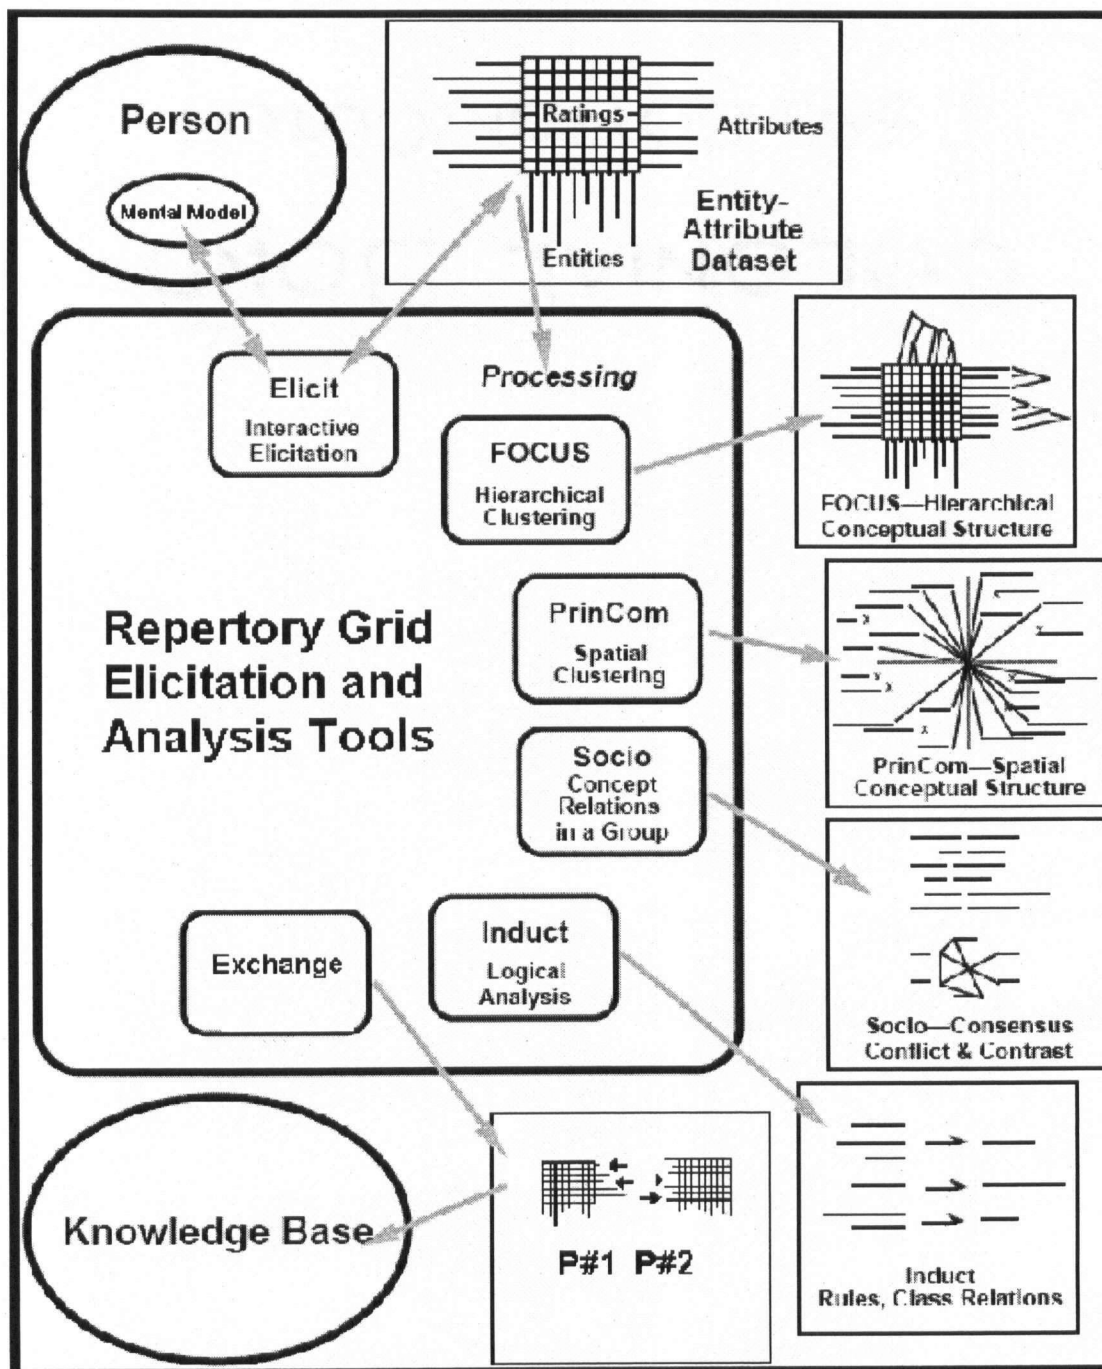 Person
Mental Model
Ratings
Attributes
Entity-
Attribute
Dataset
Entities
Elicit
Interactive
Elicitation
Processing
FOCUS
Hierarchical
Clustering
FOCUS—Hierarchical
Conceptual Structure
Repertory Grid
Elicitation and
Analysis Tools
PrinCom
Spatial
Clustering
PrinCom—Spatial
Conceptual Structure
Socio
Concept
Relations
in a Group
Socio—Consensus
Conflict & Contrast
Exchange
Induct
Logical
Analysis
Induct
Rules, Class Relations
Knowledge Base
P#1 P#2